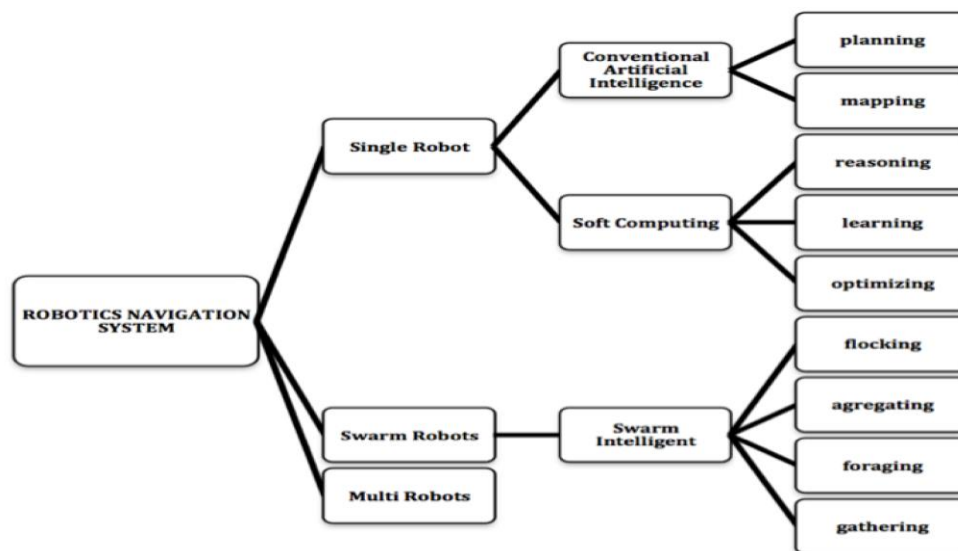 planning
Conventional
Artificial
Intelligence
mapping
Single Robot
reasoning
Soft Computing
learning
optimizing
ROBOTICS NAVIGATION
SYSTEM
flocking
agregating
Swarm Robots
Swarm
Intelligent
foraging
Multi Robots
gathering